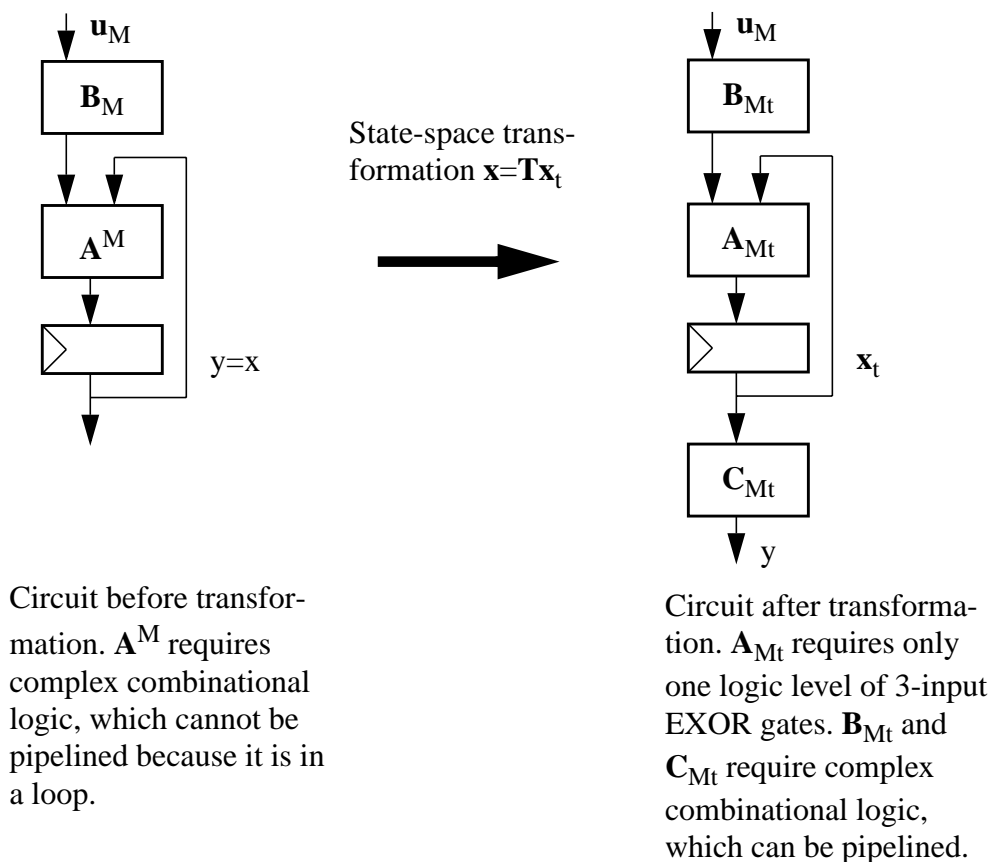 u_M
B_M
A^M
y=x
Circuit before transfor-
mation. A^M requires
complex combinational
logic, which cannot be
pipelined because it is in
a loop.
State-space trans-
formation x=Tx_t
u_M
B_Mt
A_Mt
x_t
C_Mt
y
Circuit after transforma-
tion. A_Mt requires only
one logic level of 3-input
EXOR gates. B_Mt and
C_Mt require complex
combinational logic,
which can be pipelined.